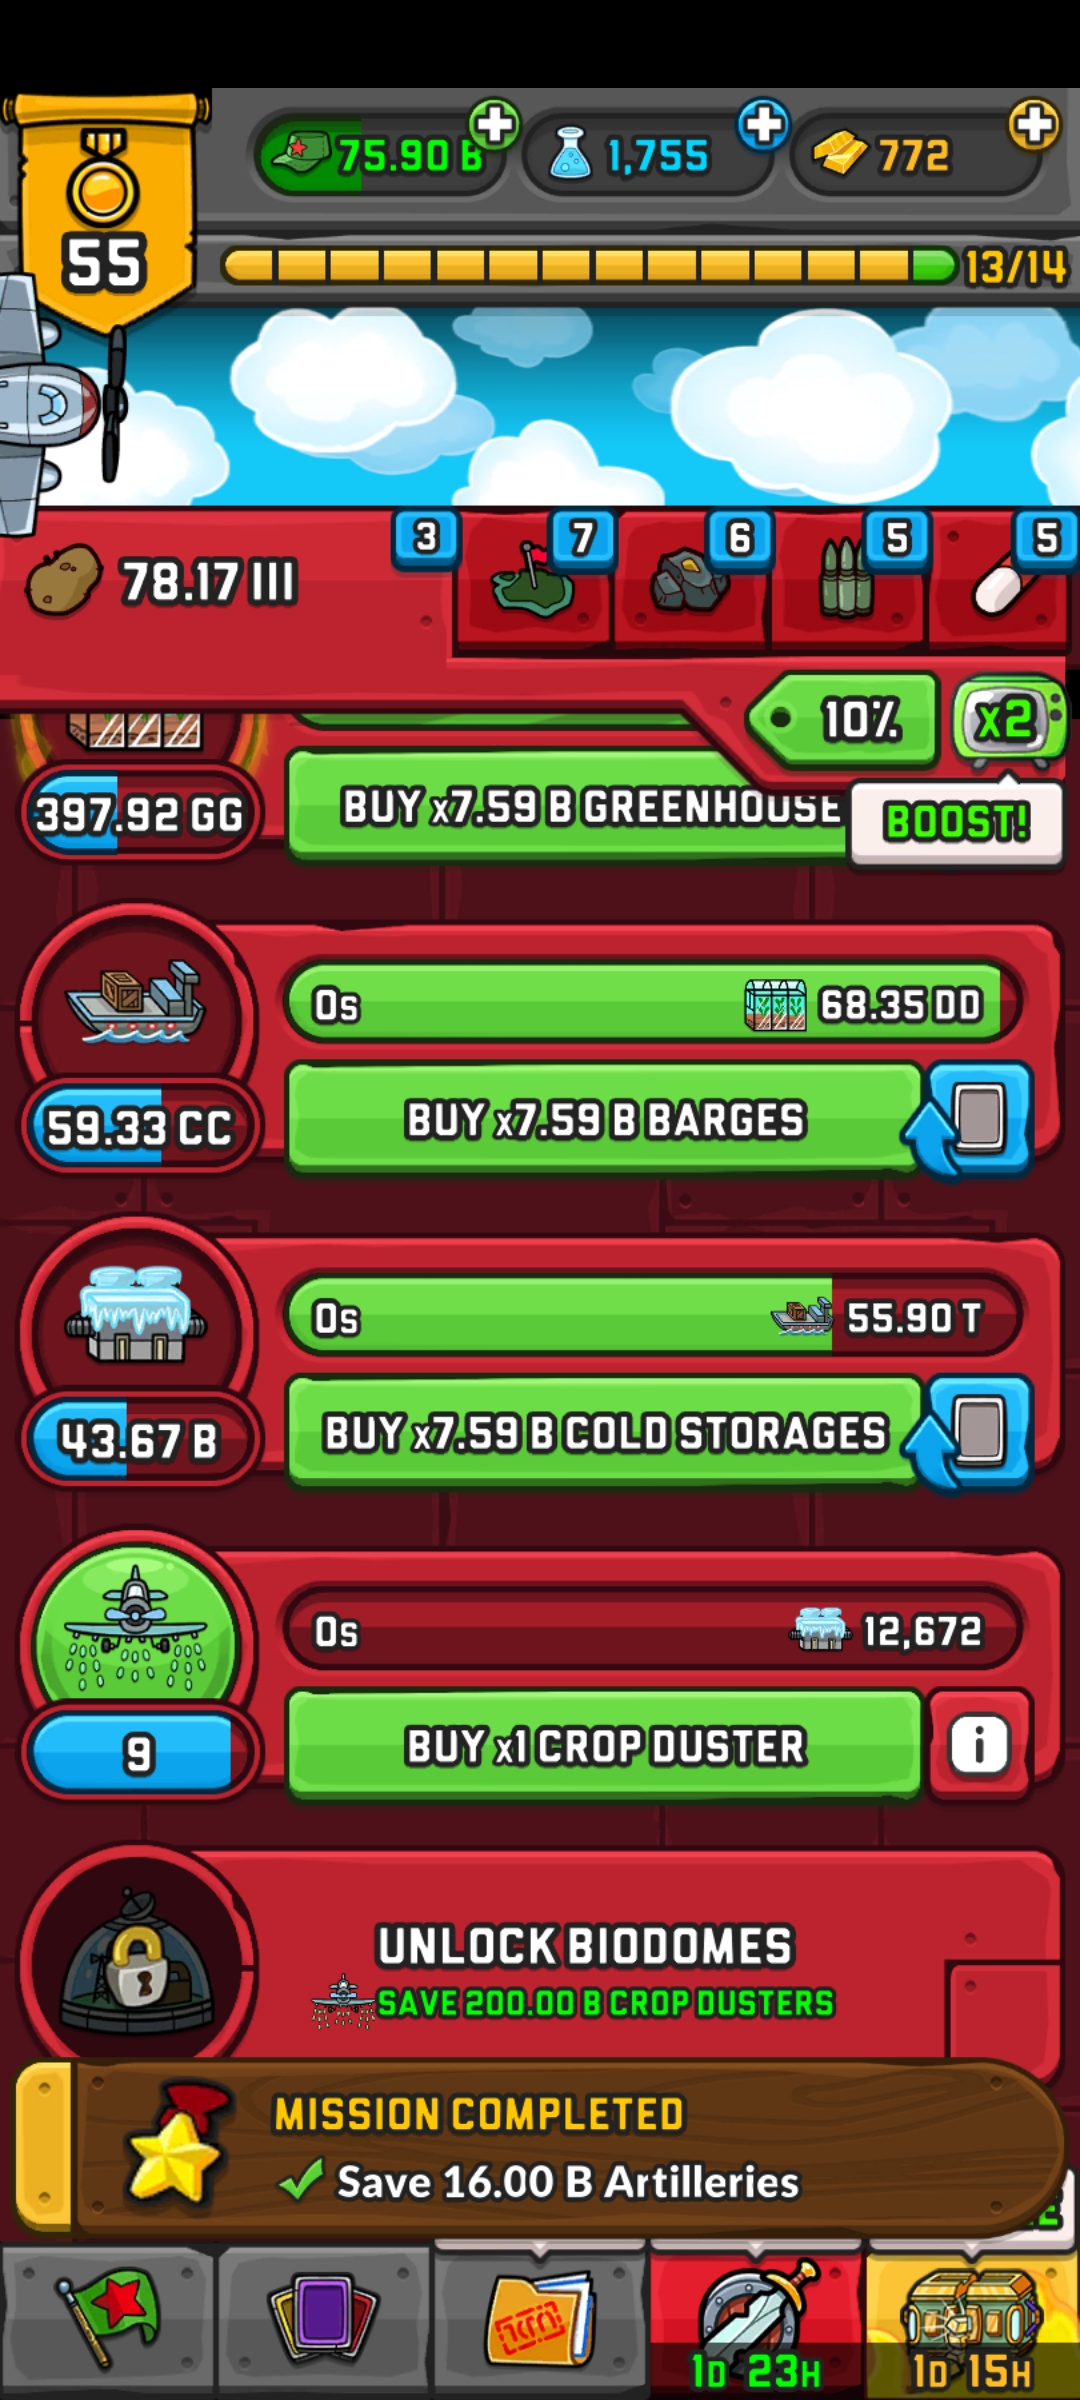 75.90 B
1,755
772
55
13/14
78.17 III
3
7
6
5
5
10%
x2
BOOST!
397.92 GG
BUY x7.59 B GREENHOUSE
0s
68.35 DD
59.33 CC
BUY x7.59 B BARGES
0s
55.90 T
43.67 B
BUY x7.59 B COLD STORAGES
0s
12,672
9
BUY x1 CROP DUSTER
i
UNLOCK BIODOMES
SAVE 200.00 B CROP DUSTERS
MISSION COMPLETED
Save 16.00 B Artilleries
1D 23H
1D 15H